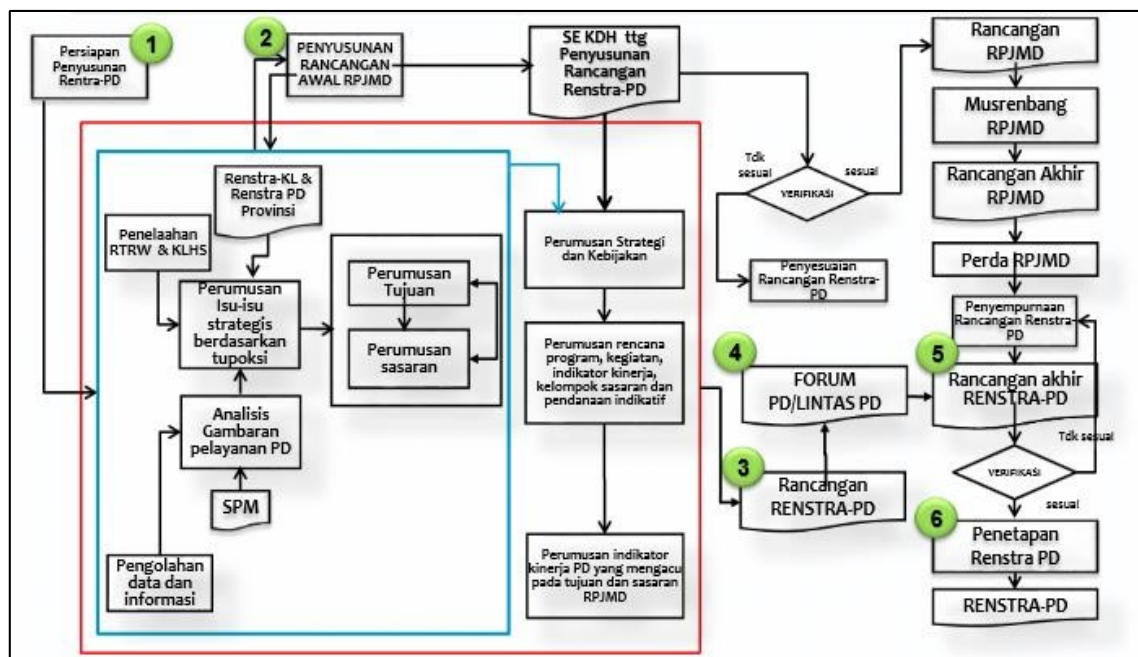 1
Persiapan
Penyusunan
Rentra-PD
2
PENYUSUNAN
RANCANGAN
AWAL RPJMD
SE KDH ttg
Penyusunan
Rancangan
Renstra-PD
Rancangan
RPJMD
Musrenbang
RPJMD
Rancangan Akhir
RPJMD
Perda RPJMD
Tdk
sesuai
sesuai
VERIFIKASI
Penyesuaian
Rancangan Renstra-
PD
Renstra-KL &
Renstra PD
Provinsi
Penelaahan
RTRW & KLHS
Perumusan
Isu-isu
strategis
berdasarkan
tupoksi
Perumusan
Tujuan
Perumusan
sasaran
Analisis
Gambaran
pelayanan PD
SPM
Pengolahan
data dan
informasi
Perumusan Strategi
dan Kebijakan
Perumusan rencana
program, kegiatan,
indikator kinerja,
kelompok sasaran dan
pendanaan indikatif
Perumusan indikator
kinerja PD yang mengacu
pada tujuan dan sasaran
RPJMD
3
Rancangan
RENSTRA-PD
4
FORUM
PD/LINTAS PD
Penyempurnaan
Rancangan Renstra-
PD
5
Rancangan akhir
RENSTRA-PD
Tdk sesuai
VERIFIKASI
sesuai
6
Penetapan
Renstra PD
RENSTRA-PD